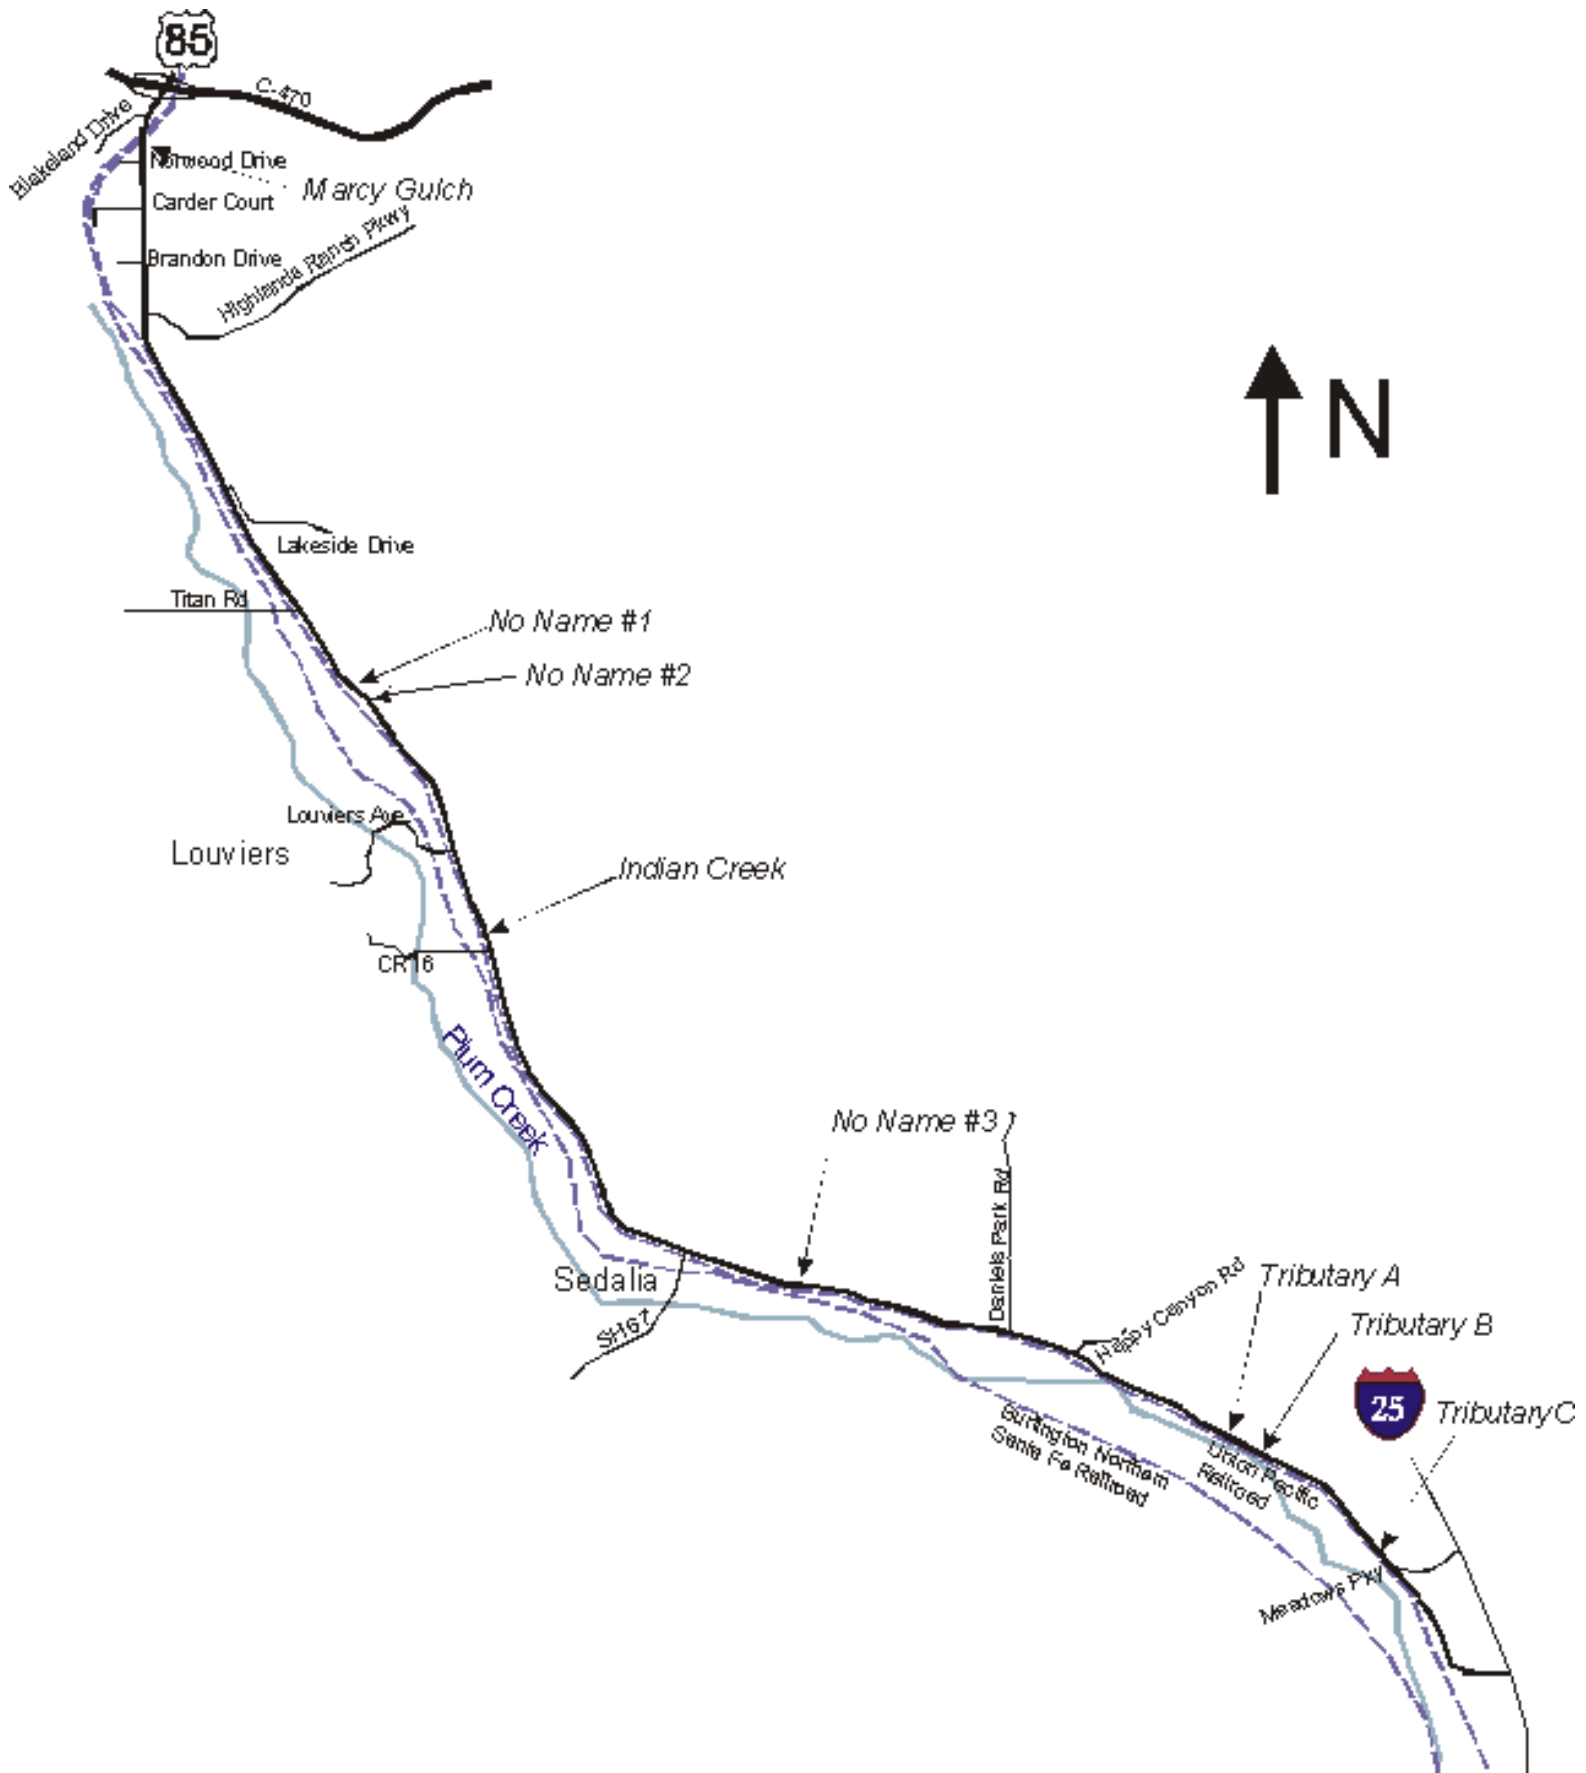 85
C-470
Blakeland Drive
Norwood Drive
Marcy Gulch
Carder Court
Highlands Ranch Pkwy
Brandon Drive
N
Lakeside Drive
Titan Rd
No Name #1
No Name #2
Louviers Ave
Louviers
Indian Creek
CR 16
Plum Creek
No Name #3
Daniels Park Rd
Happy Canyon Rd
Tributary A
Sedalia
SH67
Tributary B
25
Tributary C
Burlington Northern
Santa Fe Railroad
Union Pacific
Railroad
Meadows Pky